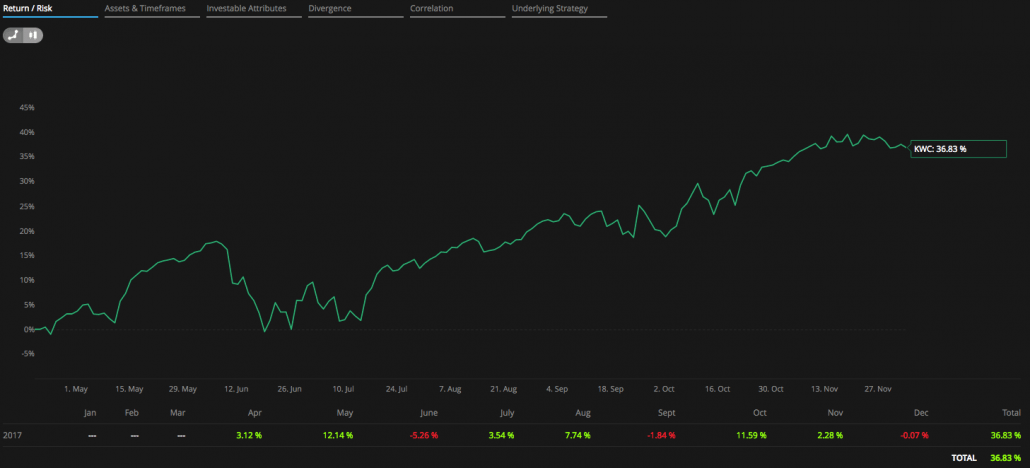 Return / Risk Assets & Timeframes Investable Attributes Divergence Correlation Underlying Strategy
45%
40%
KWC: 36.83 %
35%
30%
25%
20%
15%
10%
5%
0%
-5%
1. May 15. May 29. May 12. Jun 26. Jun 10. Jul 24. Jul 7. Aug 21. Aug 4. Sep 18. Sep 2. Oct 16. Oct 30. Oct 13. Nov 27. Nov
Jan Feb Mar Apr May June July Aug Sept Oct Nov Dec Total
2017 --- --- --- 3.12 % 12.14 % -5.26 % 3.54 % 7.74 % -1.84 % 11.59 % 2.28 % -0.07 % 36.83 %
TOTAL 36.83 %